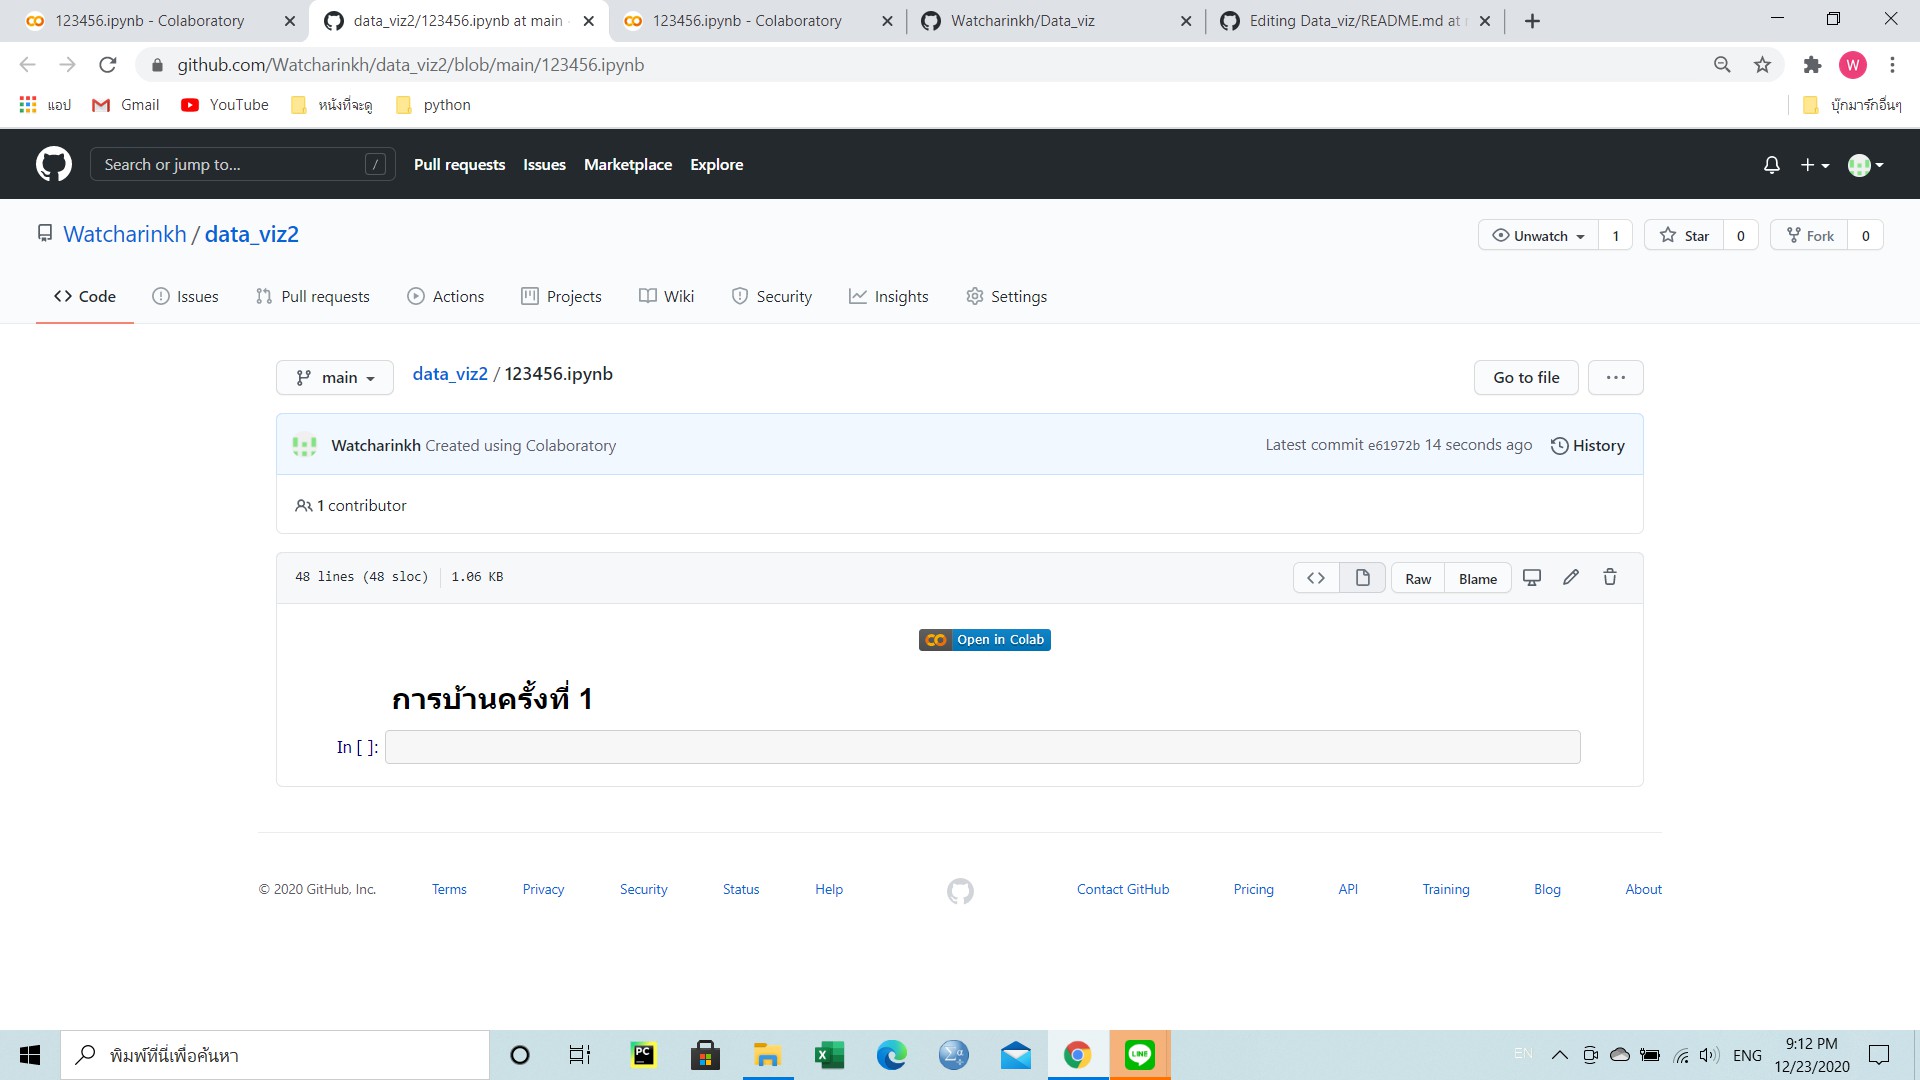 123456.ipynb - Colaboratory
data_viz2/123456.ipynb at main
123456.ipynb - Colaboratory
Watcharinkh/Data_viz
Editing Data_viz/README.md at
github.com/Watcharinkh/data_viz2/blob/main/123456.ipynb
W
แอป
Gmail
YouTube
หนังที่จะดู
python
บุ๊กมาร์กอื่นๆ
Search or jump to...
/
Pull requests
Issues
Marketplace
Explore
Watcharinkh / data_viz2
Unwatch 1
Star 0
Fork 0
Code
Issues
Pull requests
Actions
Projects
Wiki
Security
Insights
Settings
main
data_viz2 / 123456.ipynb
Go to file
...
Watcharinkh Created using Colaboratory
Latest commit e61972b 14 seconds ago
History
1 contributor
48 lines (48 sloc) 1.06 KB
Raw
Blame
Open in Colab
การบ้านครั้งที่ 1
In [ ]:
© 2020 GitHub, Inc.
Terms
Privacy
Security
Status
Help
Contact GitHub
Pricing
API
Training
Blog
About
พิมพ์ที่นี่เพื่อค้นหา
PC
LINE
EN
ENG
9:12 PM
12/23/2020